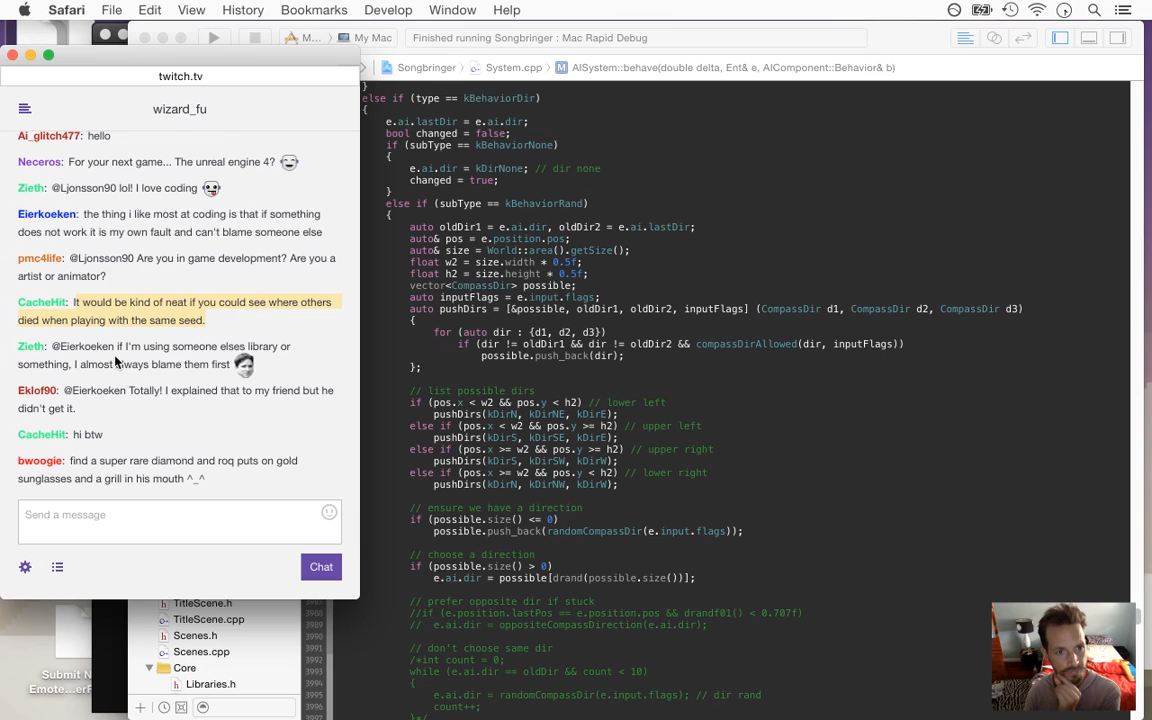 Safari File Edit View History Bookmarks Develop Window Help
M... My Mac Finished running Songbringer : Mac Rapid Debug
Songbringer System.cpp M AISystem::behave(double delta, Ent& e, AIComponent::Behavior& b)
twitch.tv
wizard_fu
Ai_glitch477: hello
Neceros: For your next game... The unreal engine 4?
Zieth: @Ljonsson90 lol! I love coding
Eierkoeken: the thing i like most at coding is that if something
does not work it is my own fault and can't blame someone else
pmc4life: @Ljonsson90 Are you in game development? Are you a
artist or animator?
CacheHit: It would be kind of neat if you could see where others
died when playing with the same seed.
Zieth: @Eierkoeken if I'm using someone elses library or
something, I almost always blame them first
Eklof90: @Eierkoeken Totally! I explained that to my friend but he
didn't get it.
CacheHit: hi btw
bwoogie: find a super rare diamond and roq puts on gold
sunglasses and a grill in his mouth ^_^
Send a message
Chat
}
else if (type == kBehaviorDir)
{
e.ai.lastDir = e.ai.dir;
bool changed = false;
if (subType == kBehaviorNone)
{
e.ai.dir = kDirNone; // dir none
changed = true;
}
else if (subType == kBehaviorRand)
{
auto oldDir1 = e.ai.dir, oldDir2 = e.ai.lastDir;
auto& pos = e.position.pos;
auto& size = World::area().getSize();
float w2 = size.width * 0.5f;
float h2 = size.height * 0.5f;
vector<CompassDir> possible;
auto inputFlags = e.input.flags;
auto pushDirs = [&possible, oldDir1, oldDir2, inputFlags] (CompassDir d1, CompassDir d2, CompassDir d3)
{
for (auto dir : {d1, d2, d3})
if (dir != oldDir1 && dir != oldDir2 && compassDirAllowed(dir, inputFlags))
possible.push_back(dir);
};
// list possible dirs
if (pos.x < w2 && pos.y < h2) // lower left
pushDirs(kDirN, kDirNE, kDirE);
else if (pos.x < w2 && pos.y >= h2) // upper left
pushDirs(kDirS, kDirSE, kDirE);
else if (pos.x >= w2 && pos.y >= h2) // upper right
pushDirs(kDirS, kDirSW, kDirW);
else if (pos.x >= w2 && pos.y < h2) // lower right
pushDirs(kDirN, kDirNW, kDirW);
// ensure we have a direction
if (possible.size() <= 0)
possible.push_back(randomCompassDir(e.input.flags));
// choose a direction
if (possible.size() > 0)
e.ai.dir = possible[drand(possible.size())];
// prefer opposite dir if stuck
//if (e.position.lastPos == e.position.pos && drandf01() < 0.707f)
// e.ai.dir = oppositeCompassDirection(e.ai.dir);
// don't choose same dir
/*int count = 0;
while (e.ai.dir == oldDir && count < 10)
{
e.ai.dir = randomCompassDir(e.input.flags); // dir rand
count++;
}*/
3988
3989
3990
3991
3992
3993
3994
3995
3996
TitleScene.h
TitleScene.cpp
Scenes.h
Scenes.cpp
Core
Libraries.h
Submit N
Emote...erF